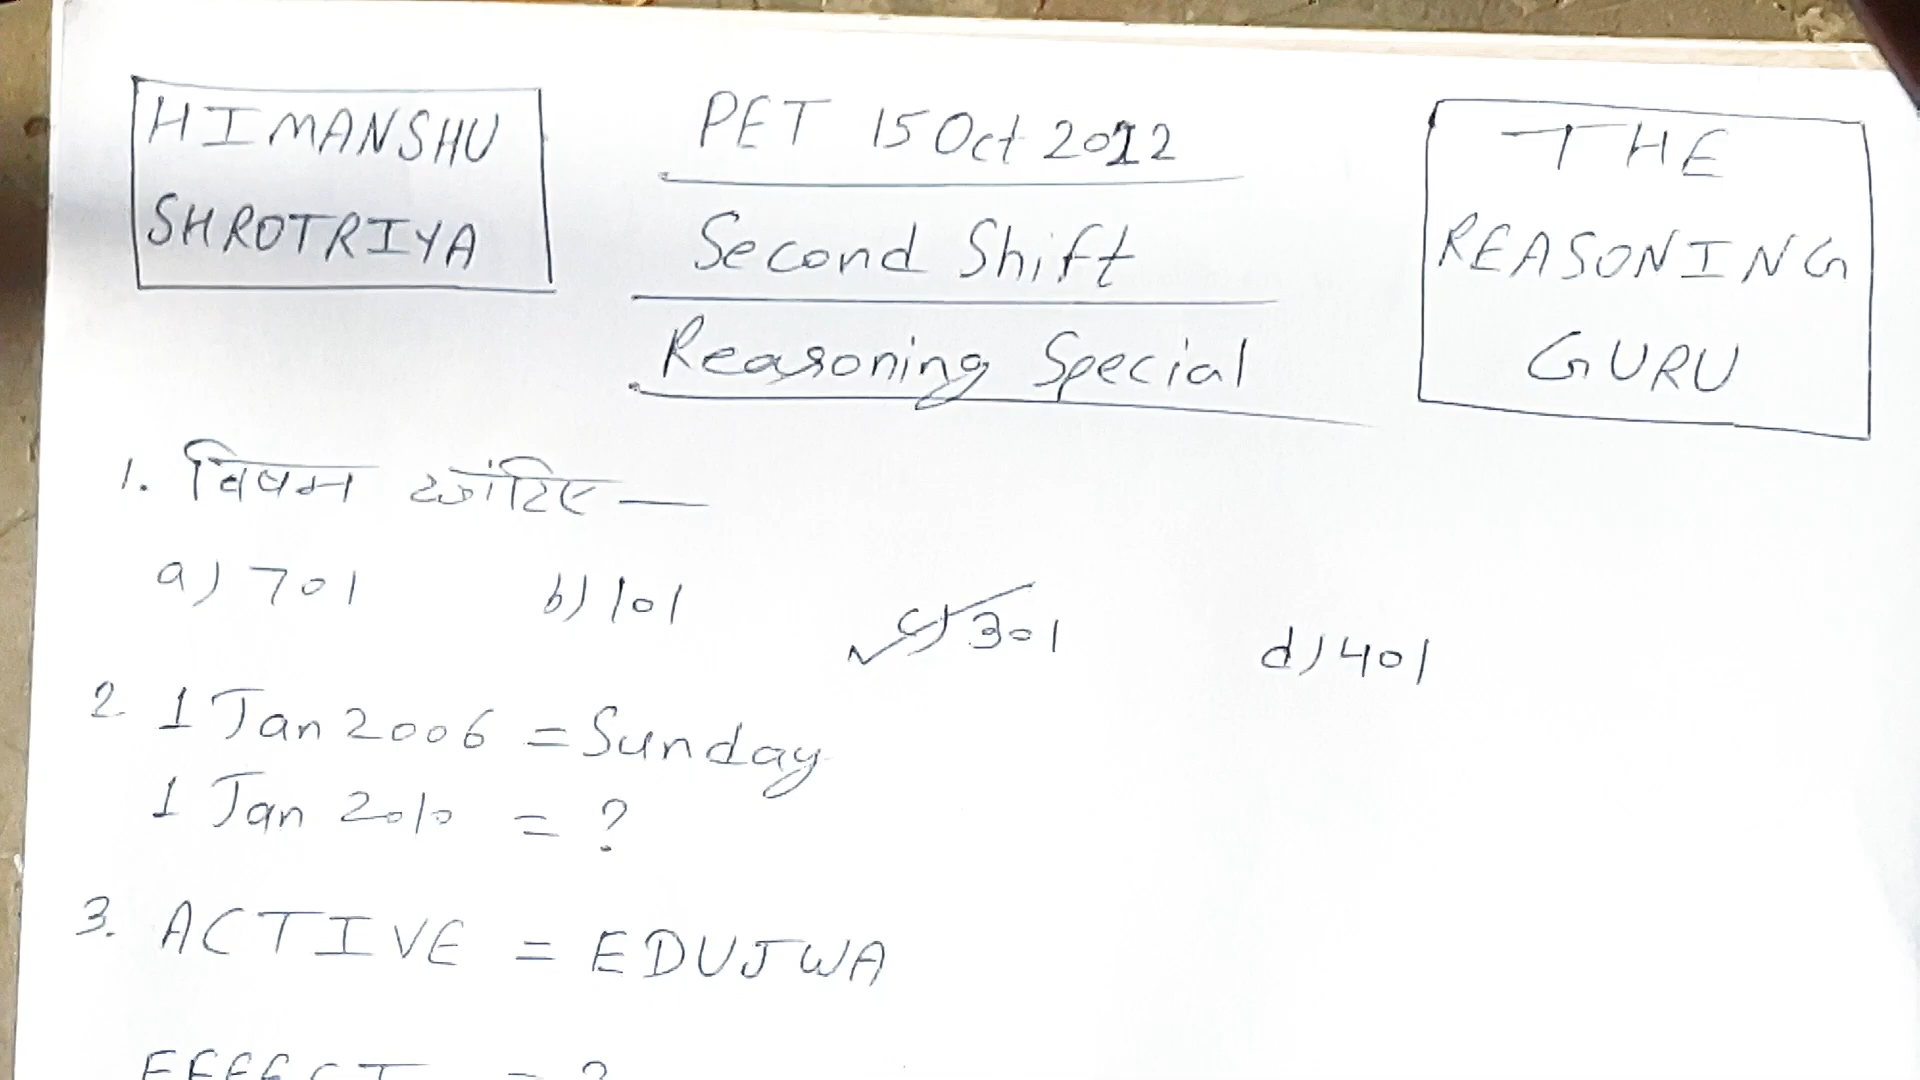 HIMANSHU
SHROTRIYA
PET 15 Oct 2022
Second Shift
Reasoning Special
THE
REASONING
GURU
1. विषम छांटिए —
a) 701 b) 101 c) 301 d) 401
2 1 Jan 2006 = Sunday
1 Jan 2010 = ?
3. ACTIVE = EDUJWA
EFFECT = ?